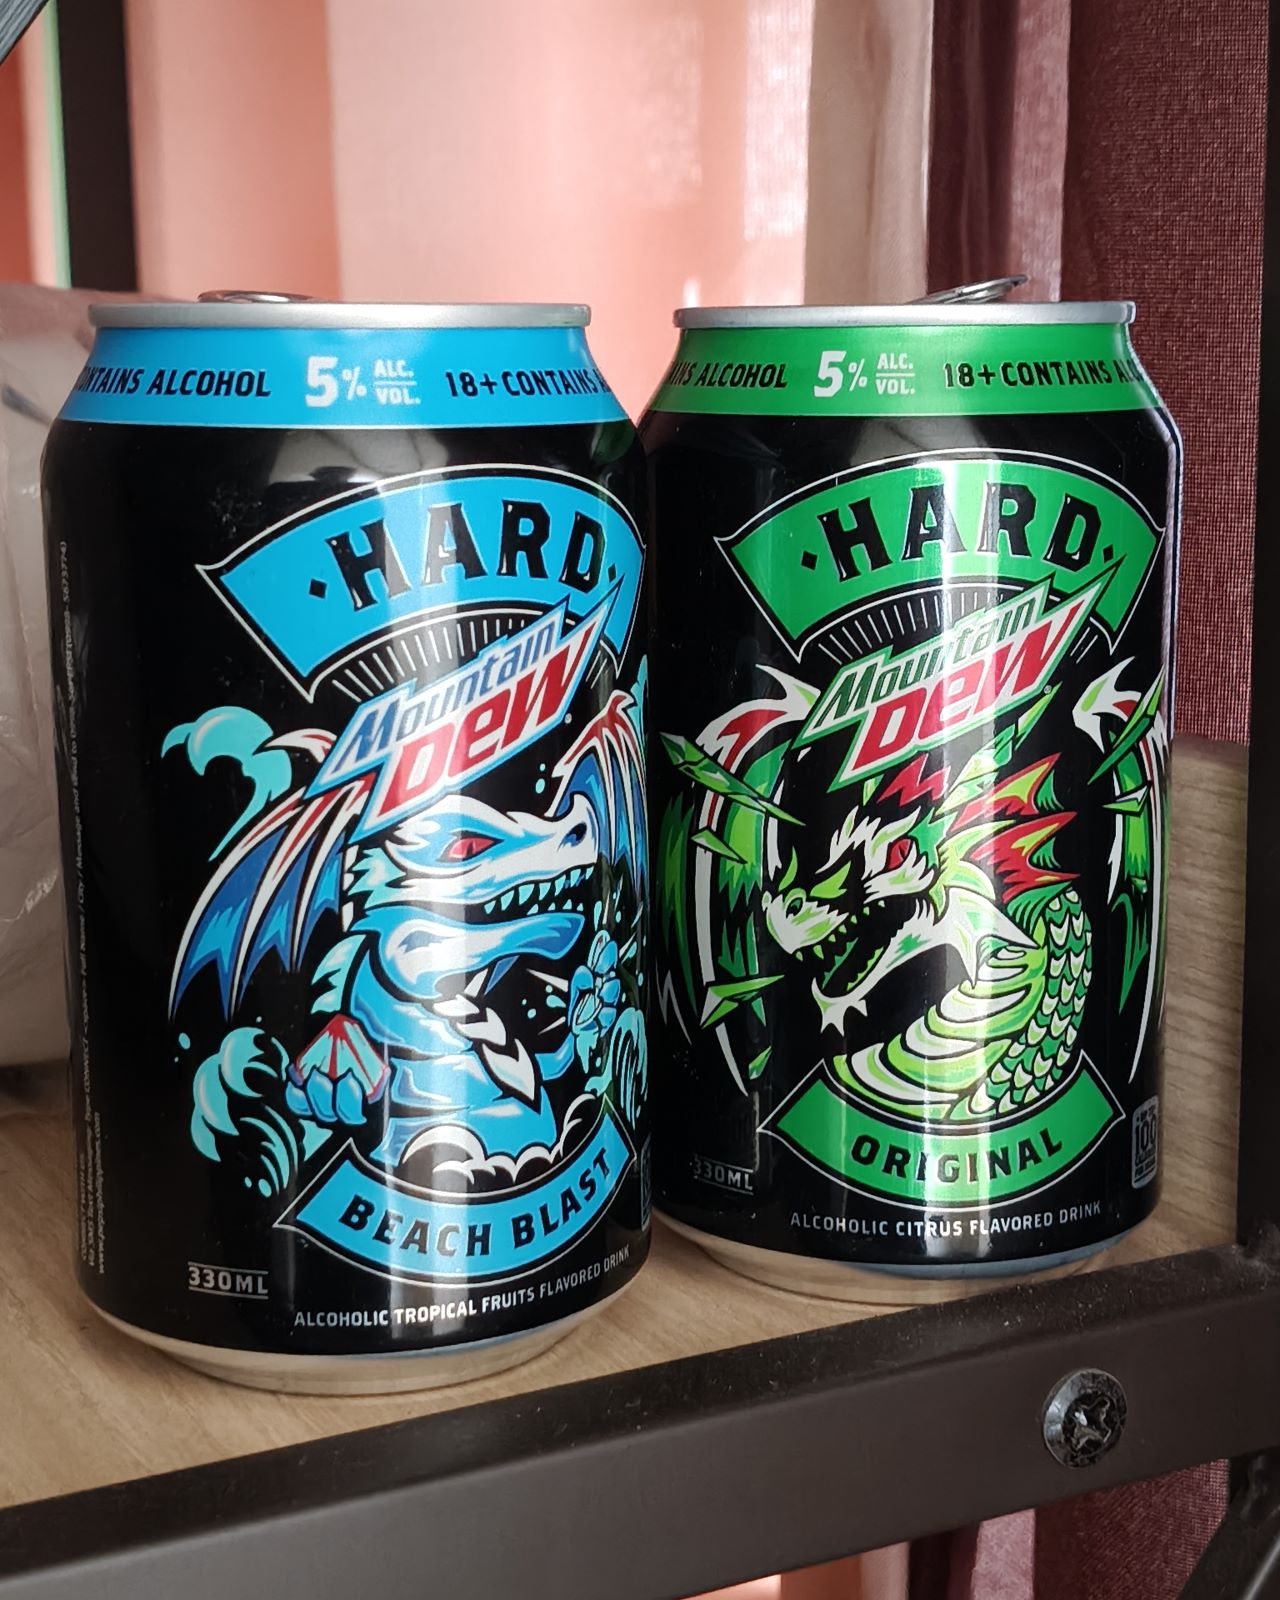 CONTAINS ALCOHOL 5% ALC. VOL. 18+ CONTAINS
·HARD·
Mountain
Dew
BEACH BLAST
330ML
ALCOHOLIC TROPICAL FRUITS FLAVORED DRINK
ALCOHOL 5% ALC. VOL. 18+ CONTAINS
·HARD·
Mountain
Dew
ORIGINAL
330ML
100
ALCOHOLIC CITRUS FLAVORED DRINK